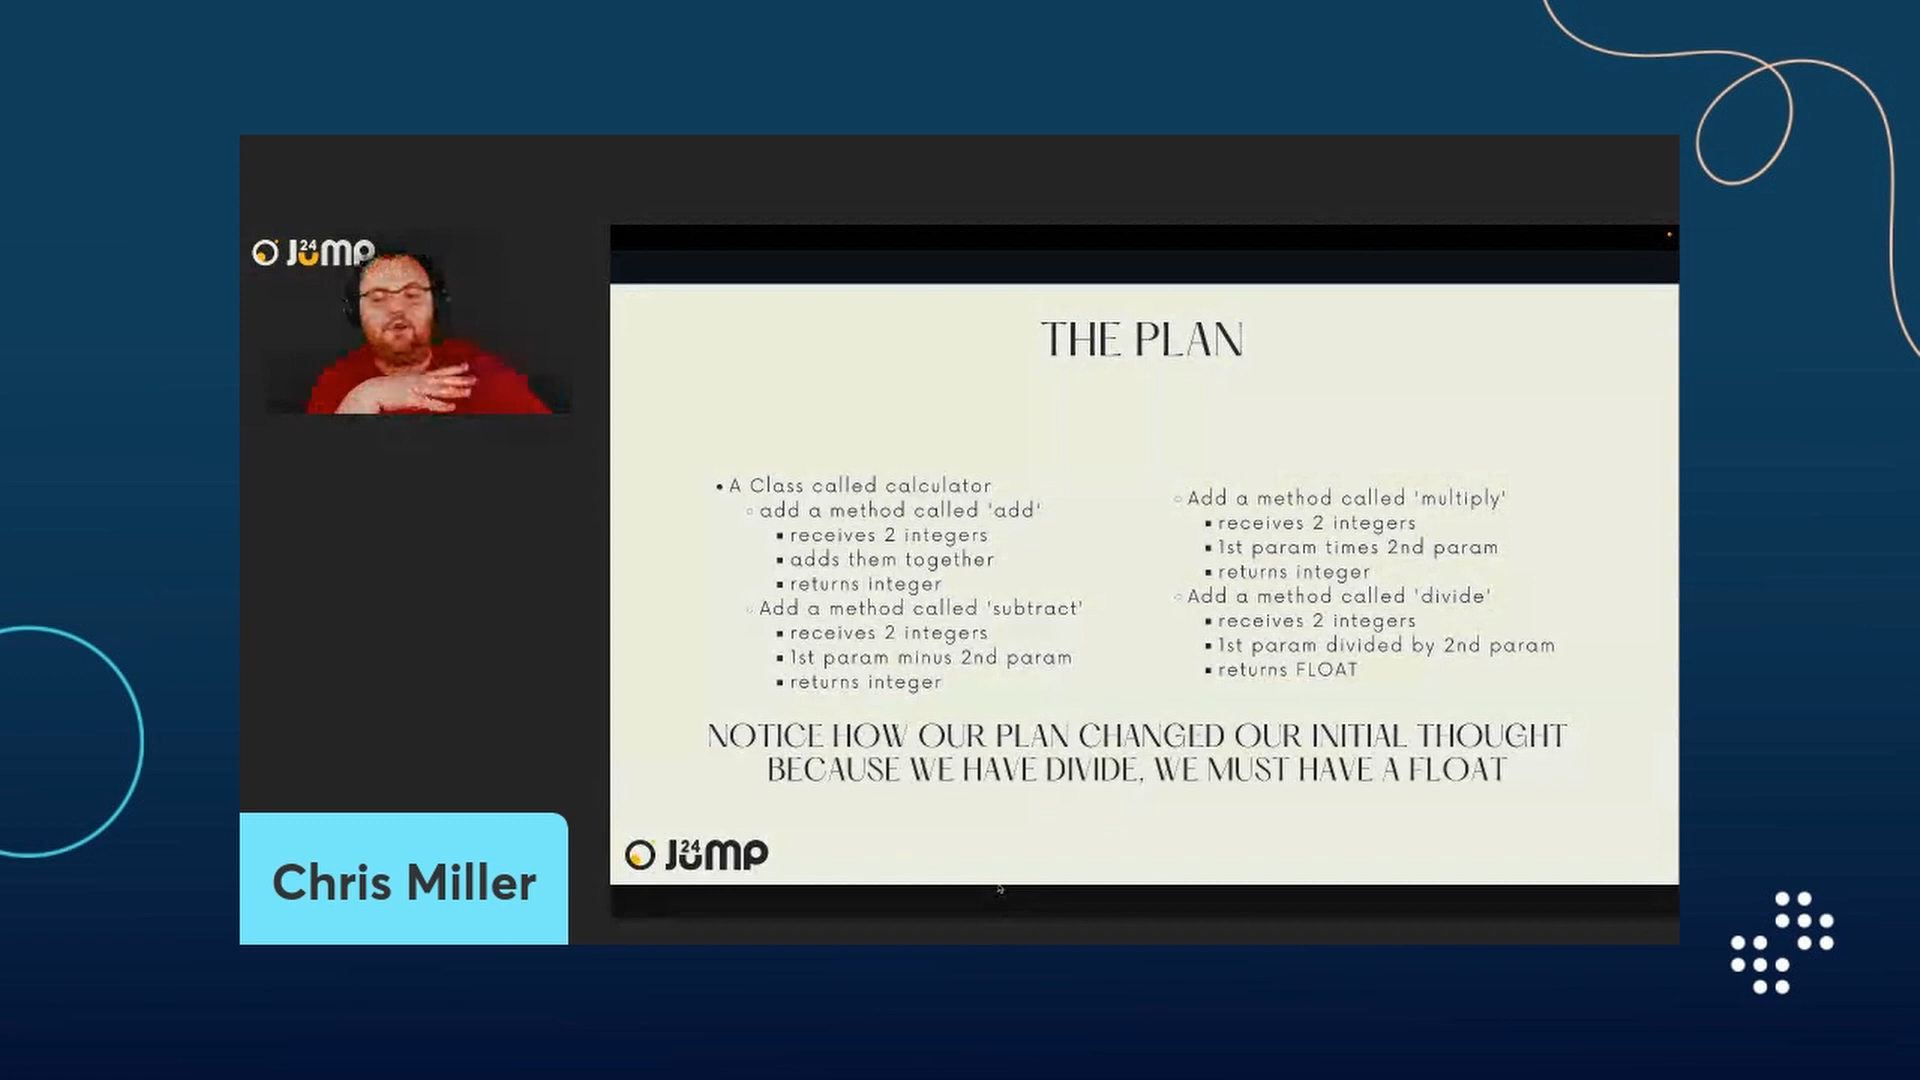 J24MP
THE PLAN
• A Class called calculator
◦ add a method called 'add'
▪ receives 2 integers
▪ adds them together
▪ returns integer
◦ Add a method called 'subtract'
▪ receives 2 integers
▪ 1st param minus 2nd param
▪ returns integer
◦ Add a method called 'multiply'
▪ receives 2 integers
▪ 1st param times 2nd param
▪ returns integer
◦ Add a method called 'divide'
▪ receives 2 integers
▪ 1st param divided by 2nd param
▪ returns FLOAT
NOTICE HOW OUR PLAN CHANGED OUR INITIAL THOUGHT
BECAUSE WE HAVE DIVIDE, WE MUST HAVE A FLOAT
JUMP 24
Chris Miller